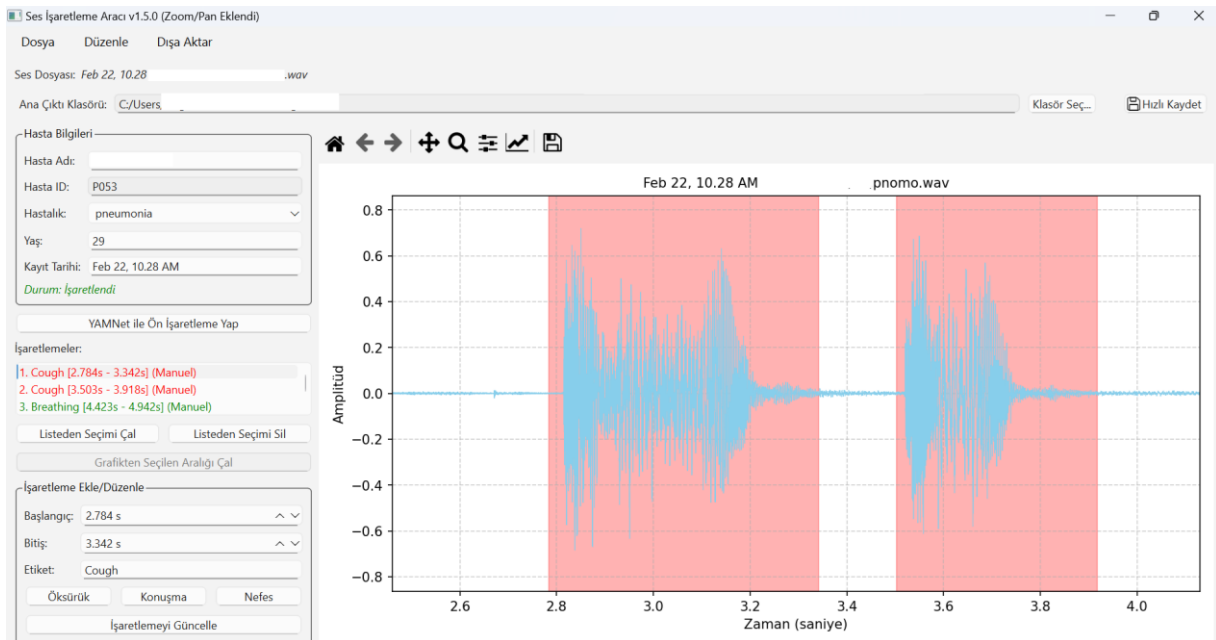 Ses İşaretleme Aracı v1.5.0 (Zoom/Pan Eklendi)
Dosya Düzenle Dışa Aktar
Ses Dosyası: Feb 22, 10.28 .wav
Ana Çıktı Klasörü: C:/Users, Klasör Seç... Hızlı Kaydet
Hasta Bilgileri
Hasta Adı:
Hasta ID: P053
Hastalık: pneumonia
Yaş: 29
Kayıt Tarihi: Feb 22, 10.28 AM
Durum: İşaretlendi
YAMNet ile Ön İşaretleme Yap
İşaretlemeler:
1. Cough [2.784s - 3.342s] (Manuel)
2. Cough [3.503s - 3.918s] (Manuel)
3. Breathing [4.423s - 4.942s] (Manuel)
Listeden Seçimi Çal Listeden Seçimi Sil
Grafikten Seçilen Aralığı Çal
İşaretleme Ekle/Düzenle
Başlangıç: 2.784 s
Bitiş: 3.342 s
Etiket: Cough
Öksürük Konuşma Nefes
İşaretlemeyi Güncelle
Feb 22, 10.28 AM pnomo.wav
Amplitüd
0.8
0.6
0.4
0.2
0.0
−0.2
−0.4
−0.6
−0.8
2.6 2.8 3.0 3.2 3.4 3.6 3.8 4.0
Zaman (saniye)